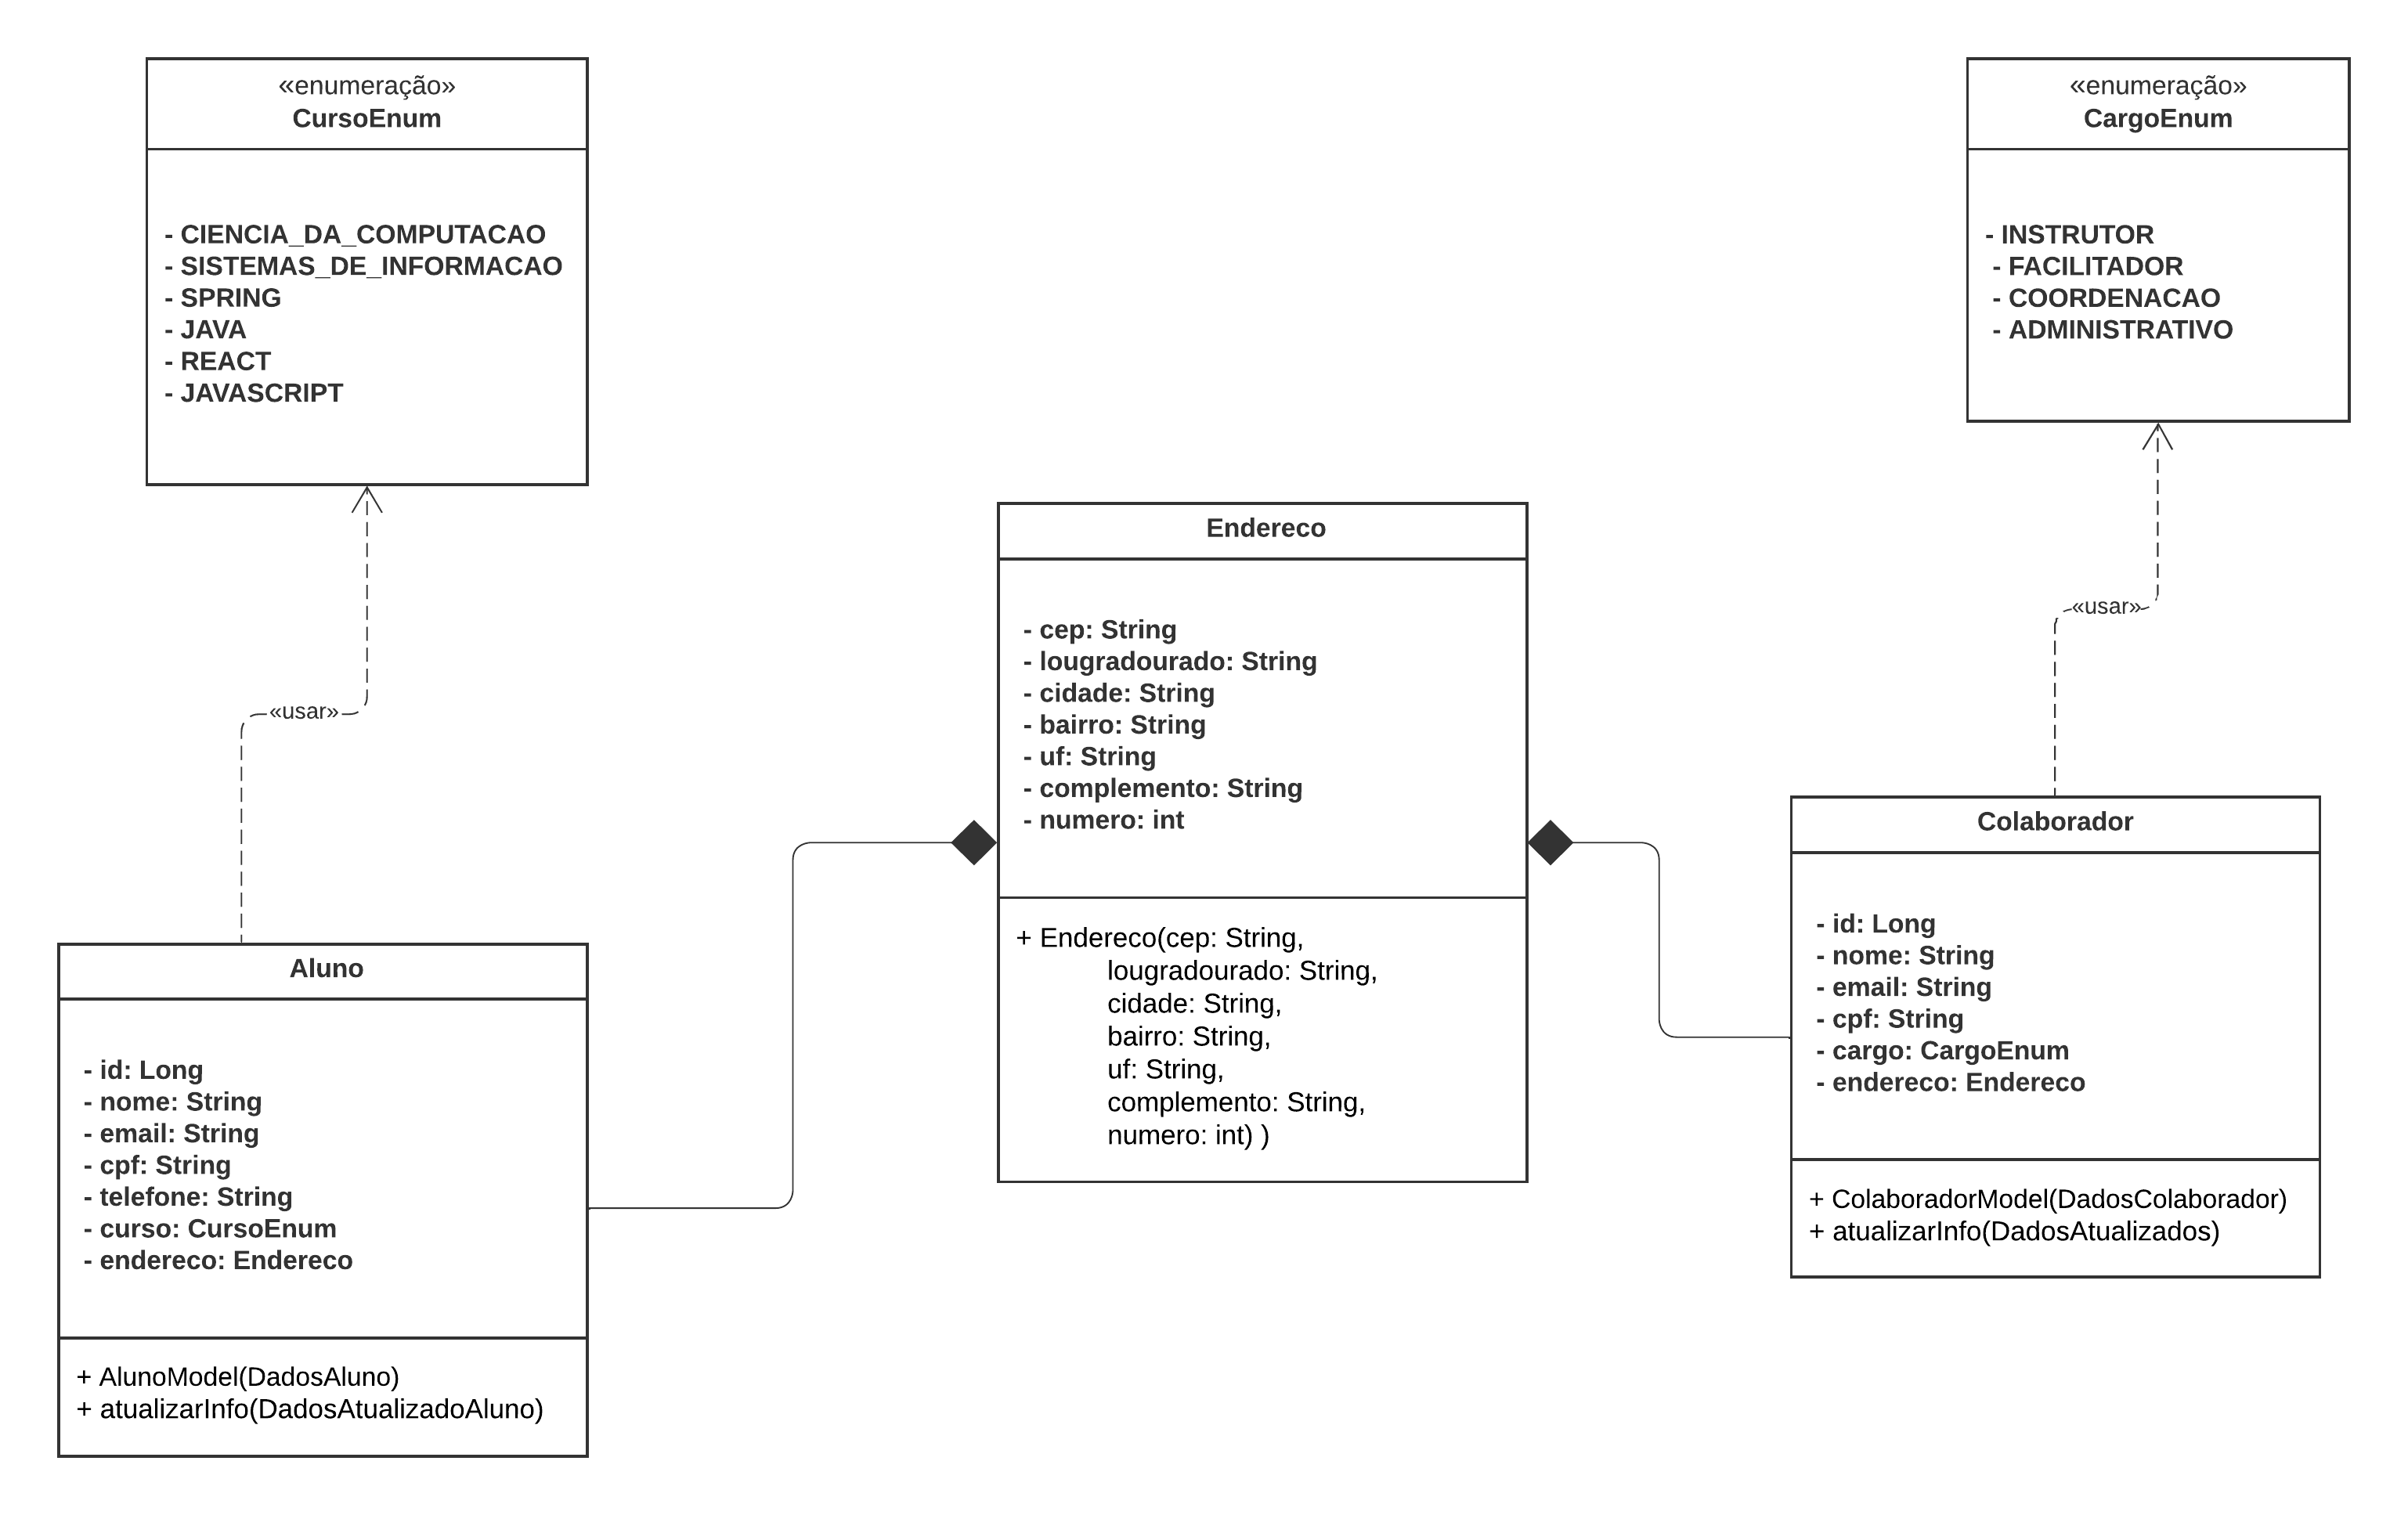 «enumeração»
CursoEnum
- CIENCIA_DA_COMPUTACAO
- SISTEMAS_DE_INFORMACAO
- SPRING
- JAVA
- REACT
- JAVASCRIPT
«enumeração»
CargoEnum
- INSTRUTOR
- FACILITADOR
- COORDENACAO
- ADMINISTRATIVO
«usar»
«usar»
Endereco
- cep: String
- lougradourado: String
- cidade: String
- bairro: String
- uf: String
- complemento: String
- numero: int
+ Endereco(cep: String,
lougradourado: String,
cidade: String,
bairro: String,
uf: String,
complemento: String,
numero: int) )
Aluno
- id: Long
- nome: String
- email: String
- cpf: String
- telefone: String
- curso: CursoEnum
- endereco: Endereco
+ AlunoModel(DadosAluno)
+ atualizarInfo(DadosAtualizadoAluno)
Colaborador
- id: Long
- nome: String
- email: String
- cpf: String
- cargo: CargoEnum
- endereco: Endereco
+ ColaboradorModel(DadosColaborador)
+ atualizarInfo(DadosAtualizados)